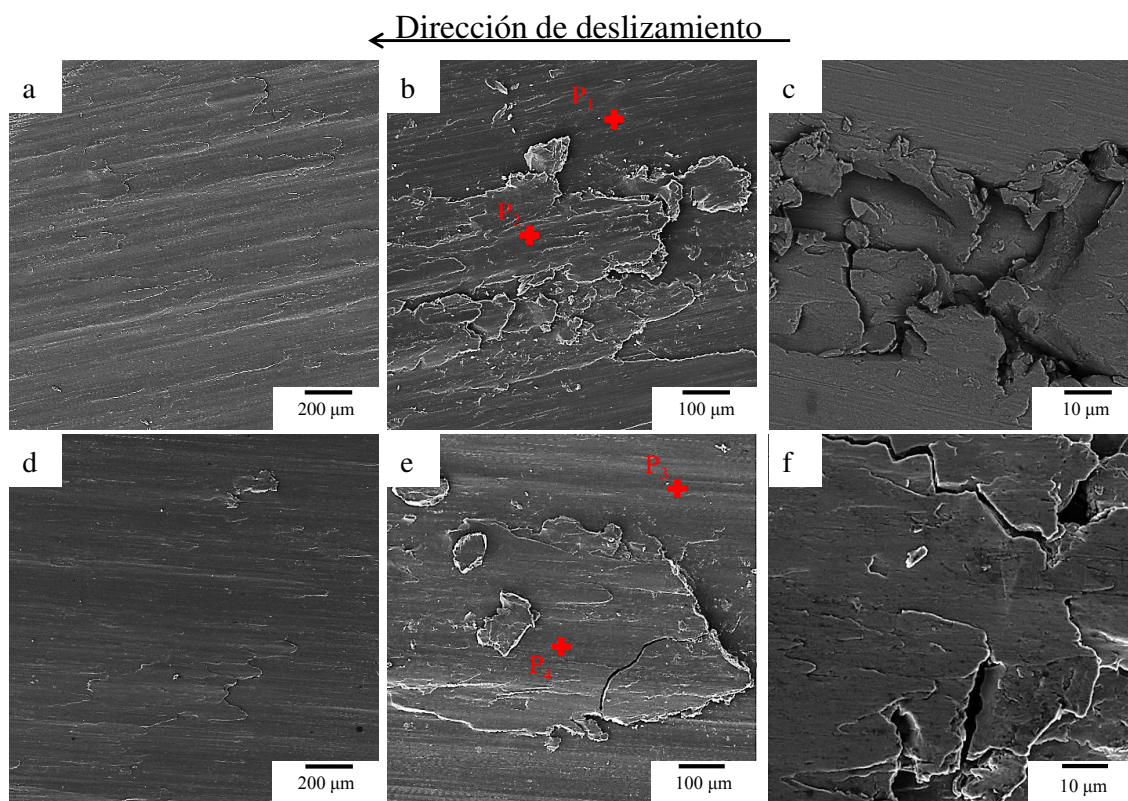 Dirección de deslizamiento
a
b
c
P1
P2
200 μm
100 μm
10 μm
d
e
f
P3
P4
200 μm
100 μm
10 μm